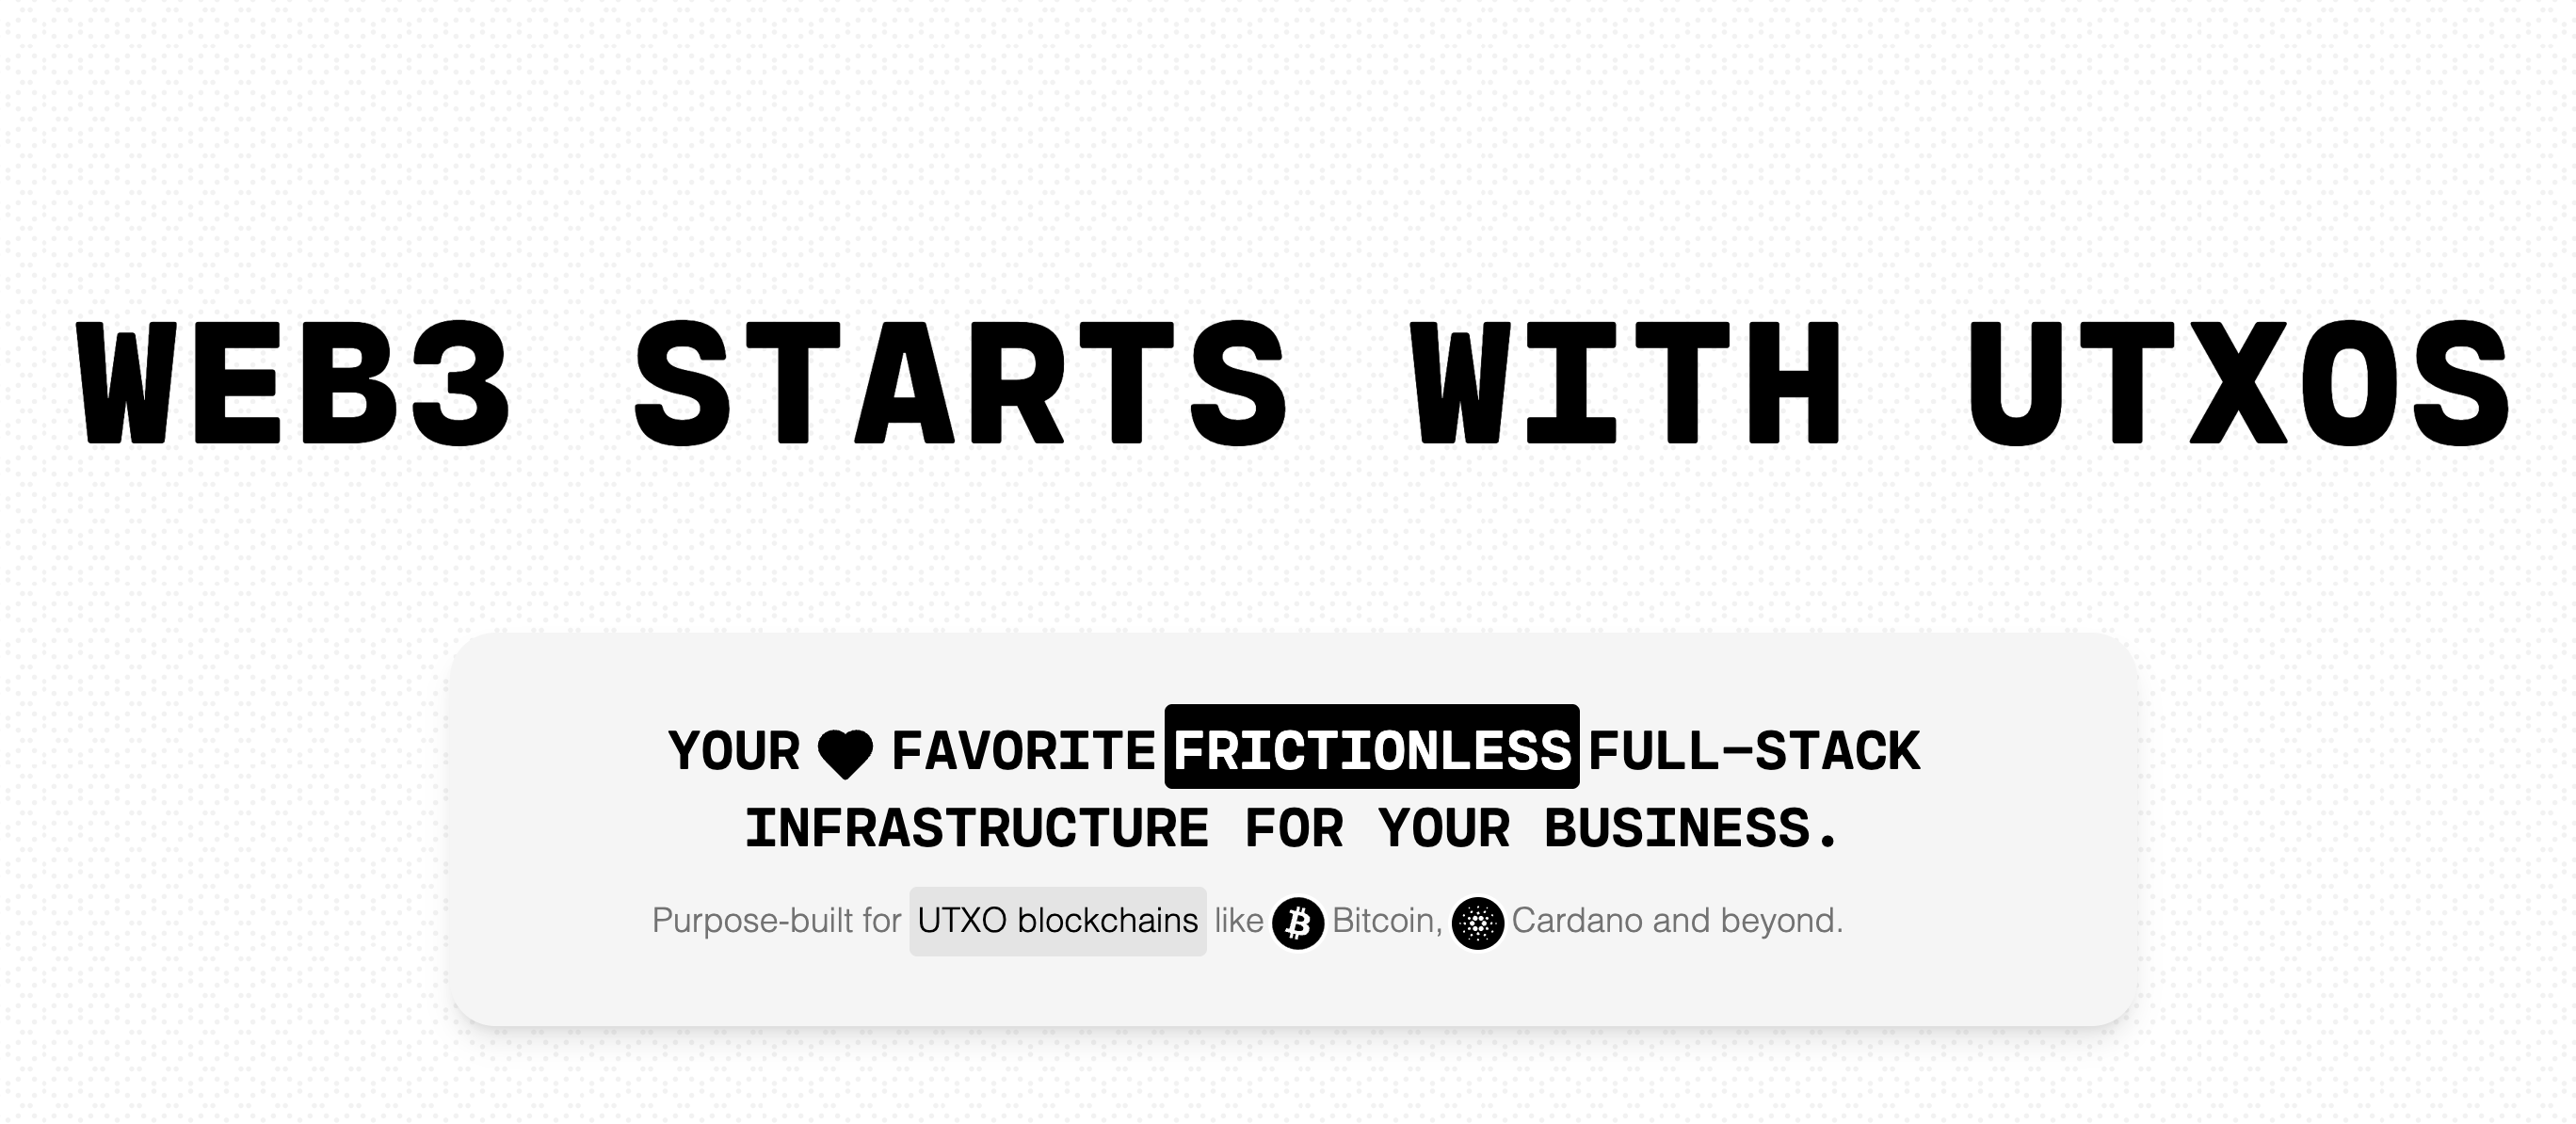 WEB3 STARTS WITH UTXOS
YOUR FAVORITE FRICTIONLESS FULL-STACK
INFRASTRUCTURE FOR YOUR BUSINESS.
Purpose-built for UTXO blockchains like Bitcoin, Cardano and beyond.